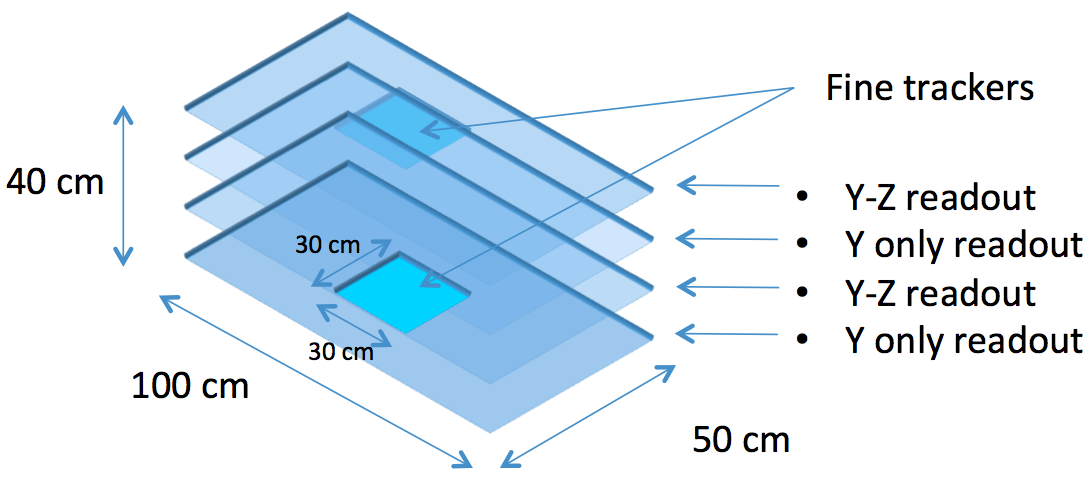 Fine trackers
40 cm
• Y-Z readout
• Y only readout
30 cm
• Y-Z readout
• Y only readout
30 cm
100 cm
50 cm